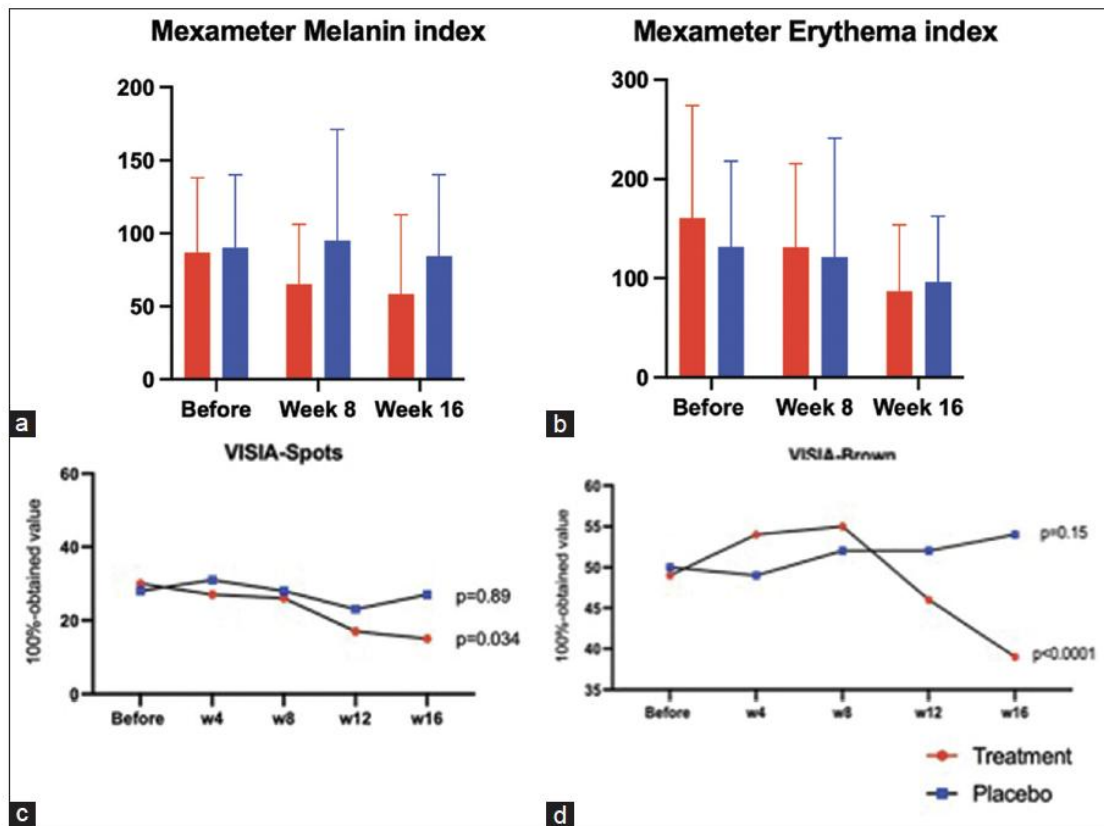 Mexameter Melanin index
200
150
100
50
0
Before Week 8 Week 16
a
Mexameter Erythema index
300
200
100
0
Before Week 8 Week 16
b
VISIA-Spots
100%-obtained value
60
40
20
0
p=0.89
p=0.034
Before w4 w8 w12 w16
c
VISIA-Brown
100%-obtained value
60
55
50
45
40
35
p=0.15
p<0.0001
Before w4 w8 w12 w16
Treatment
Placebo
d